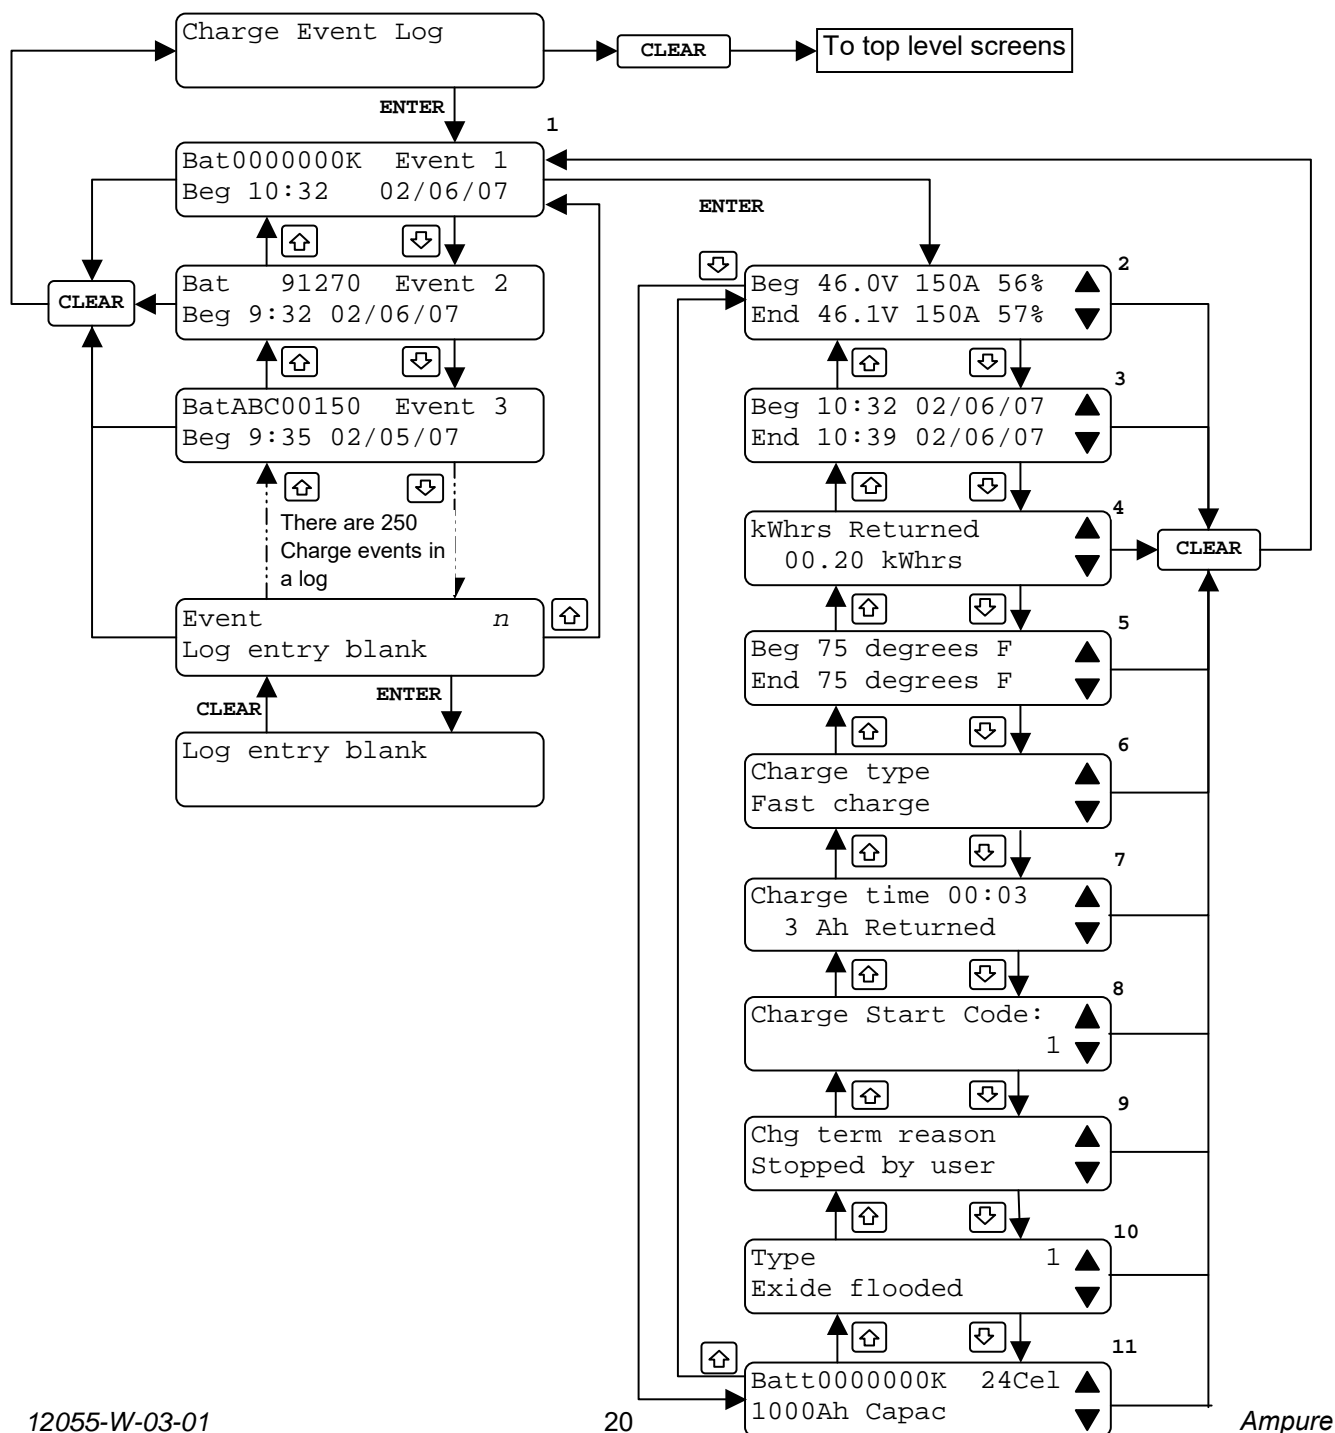 Charge Event Log
CLEAR
To top level screens
ENTER
1
Bat0000000K Event 1
Beg 10:32 02/06/07
Bat 91270 Event 2
Beg 9:32 02/06/07
CLEAR
BatABC00150 Event 3
Beg 9:35 02/05/07
There are 250
Charge events in
a log
Event n
Log entry blank
CLEAR
ENTER
Log entry blank
ENTER
2
Beg 46.0V 150A 56%
End 46.1V 150A 57%
3
Beg 10:32 02/06/07
End 10:39 02/06/07
4
kWhrs Returned
00.20 kWhrs
CLEAR
5
Beg 75 degrees F
End 75 degrees F
6
Charge type
Fast charge
7
Charge time 00:03
3 Ah Returned
8
Charge Start Code:
1
9
Chg term reason
Stopped by user
10
Type 1
Exide flooded
11
Batt0000000K 24Cel
1000Ah Capac
12055-W-03-01
20
Ampure